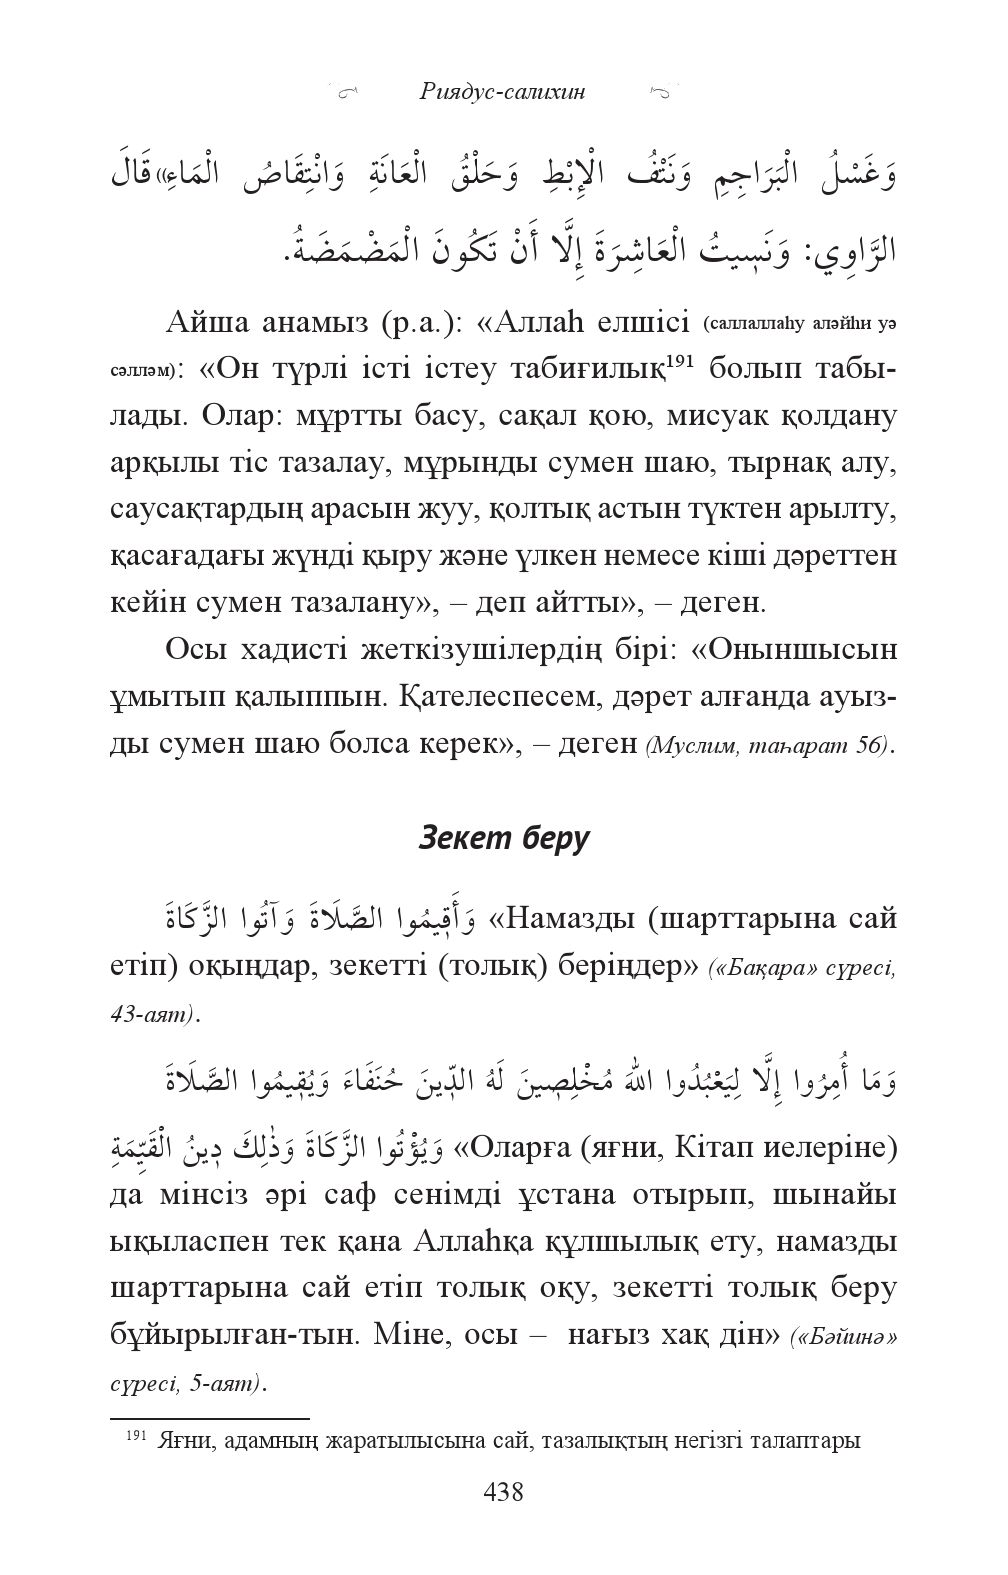 Риядус-салихин
وَغَسْلُ الْبَرَاجِمِ وَنَتْفُ الْإِبْطِ وَحَلْقُ الْعَانَةِ وَانْتِقَاصُ الْمَاءِ» قَالَ
الرَّاوِي: وَنَسِيتُ الْعَاشِرَةَ إِلَّا أَنْ تَكُونَ الْمَضْمَضَةُ.
Айша анамыз (р.а.): «Аллаһ елшісі (саллаллаһу аләйһи уә
сәлләм): «Он түрлі істі істеу табиғилық¹⁹¹ болып табы-
лады. Олар: мұртты басу, сақал қою, мисуак қолдану
арқылы тіс тазалау, мұрынды сумен шаю, тырнақ алу,
саусақтардың арасын жуу, қолтық астын түктен арылту,
қасағадағы жүнді қыру және үлкен немесе кіші дәреттен
кейін сумен тазалану», – деп айтты», – деген.
Осы хадисті жеткізушілердің бірі: «Оныншысын
ұмытып қалыппын. Қателеспесем, дәрет алғанда ауыз-
ды сумен шаю болса керек», – деген (Муслим, таһарат 56).
Зекет беру
وَأَقِيمُوا الصَّلَاةَ وَآتُوا الزَّكَاةَ «Намазды (шарттарына сай
етіп) оқыңдар, зекетті (толық) беріңдер» («Бақара» сүресі,
43-аят).
وَمَا أُمِرُوا إِلَّا لِيَعْبُدُوا اللهَ مُخْلِصِينَ لَهُ الدِّينَ حُنَفَاءَ وَيُقِيمُوا الصَّلَاةَ
وَيُؤْتُوا الزَّكَاةَ وَذَٰلِكَ دِينُ الْقَيِّمَةِ «Оларға (яғни, Кітап иелеріне)
да мінсіз әрі саф сенімді ұстана отырып, шынайы
ықыласпен тек қана Аллаһқа құлшылық ету, намазды
шарттарына сай етіп толық оқу, зекетті толық беру
бұйырылған-тын. Міне, осы – нағыз хақ дін» («Бәйинә»
сүресі, 5-аят).
¹⁹¹ Яғни, адамның жаратылысына сай, тазалықтың негізгі талаптары
438